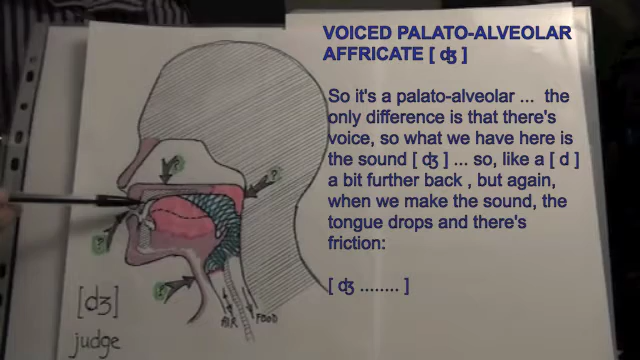 VOICED PALATO-ALVEOLAR
AFFRICATE [ ʤ ]
So it's a palato-alveolar ... the
only difference is that there's
voice, so what we have here is
the sound [ ʤ ] ... so, like a [ d ]
a bit further back , but again,
when we make the sound, the
tongue drops and there's
friction:
[ ʤ ........ ]
?
?
?
?
AIR FOOD
[dʒ]
judge